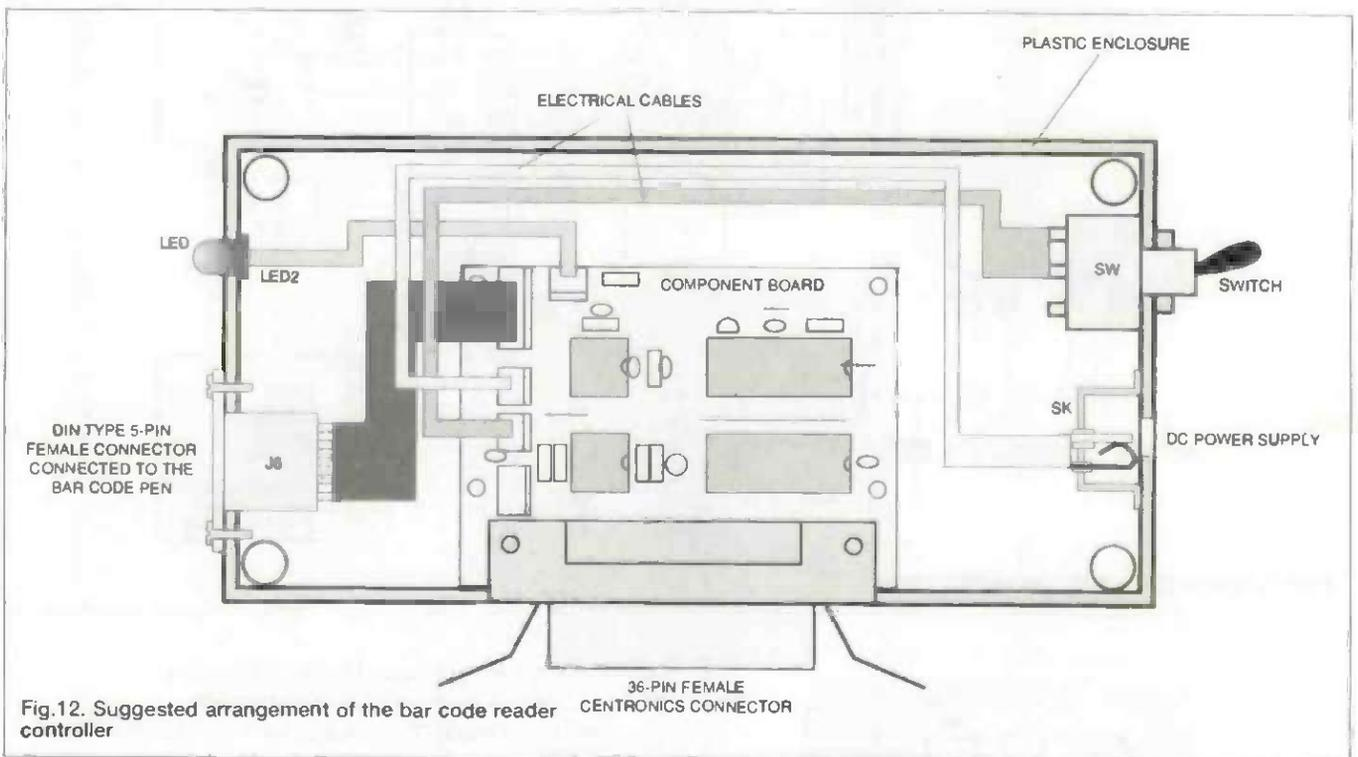 PLASTIC ENCLOSURE
ELECTRICAL CABLES
LED
LED2
COMPONENT BOARD
SW
SWITCH
SK
DC POWER SUPPLY
DIN TYPE 5-PIN
FEMALE CONNECTOR
CONNECTED TO THE
BAR CODE PEN
J6
36-PIN FEMALE
CENTRONICS CONNECTOR
Fig.12. Suggested arrangement of the bar code reader
controller